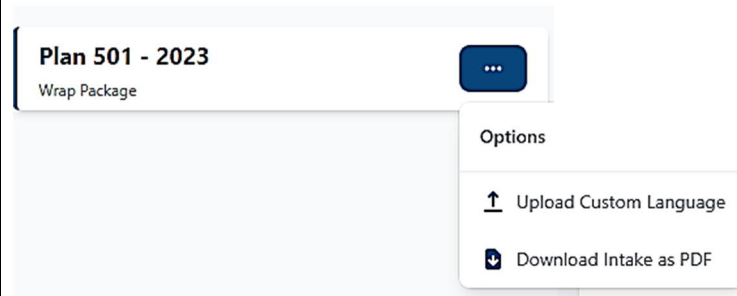 Plan 501 - 2023
Wrap Package
Options
Upload Custom Language
Download Intake as PDF